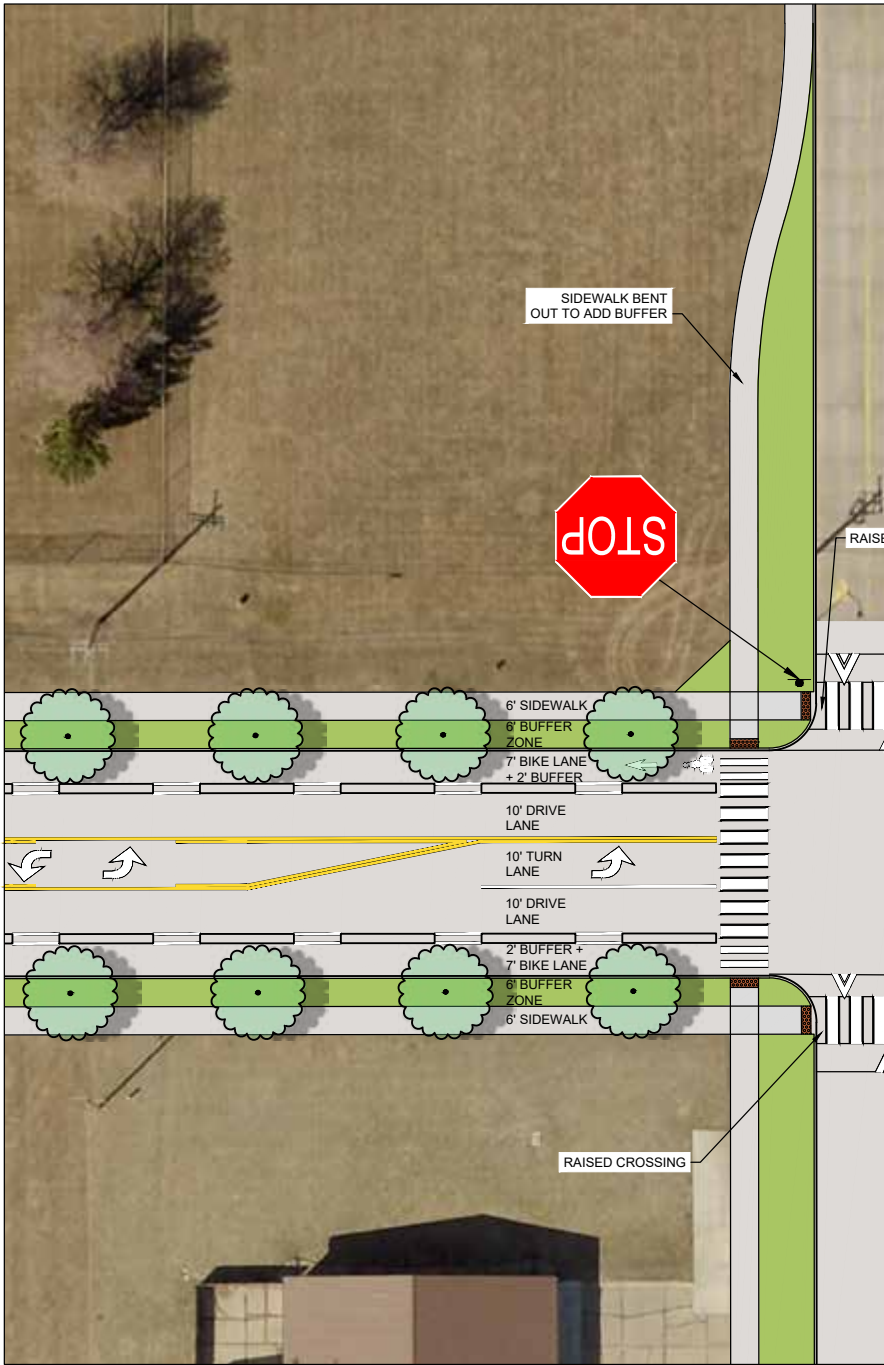 SIDEWALK BENT
OUT TO ADD BUFFER
STOP
RAISE
6' SIDEWALK
6' BUFFER
ZONE
7' BIKE LANE
+ 2' BUFFER
10' DRIVE
LANE
10' TURN
LANE
10' DRIVE
LANE
2' BUFFER +
7' BIKE LANE
6' BUFFER
ZONE
6' SIDEWALK
RAISED CROSSING